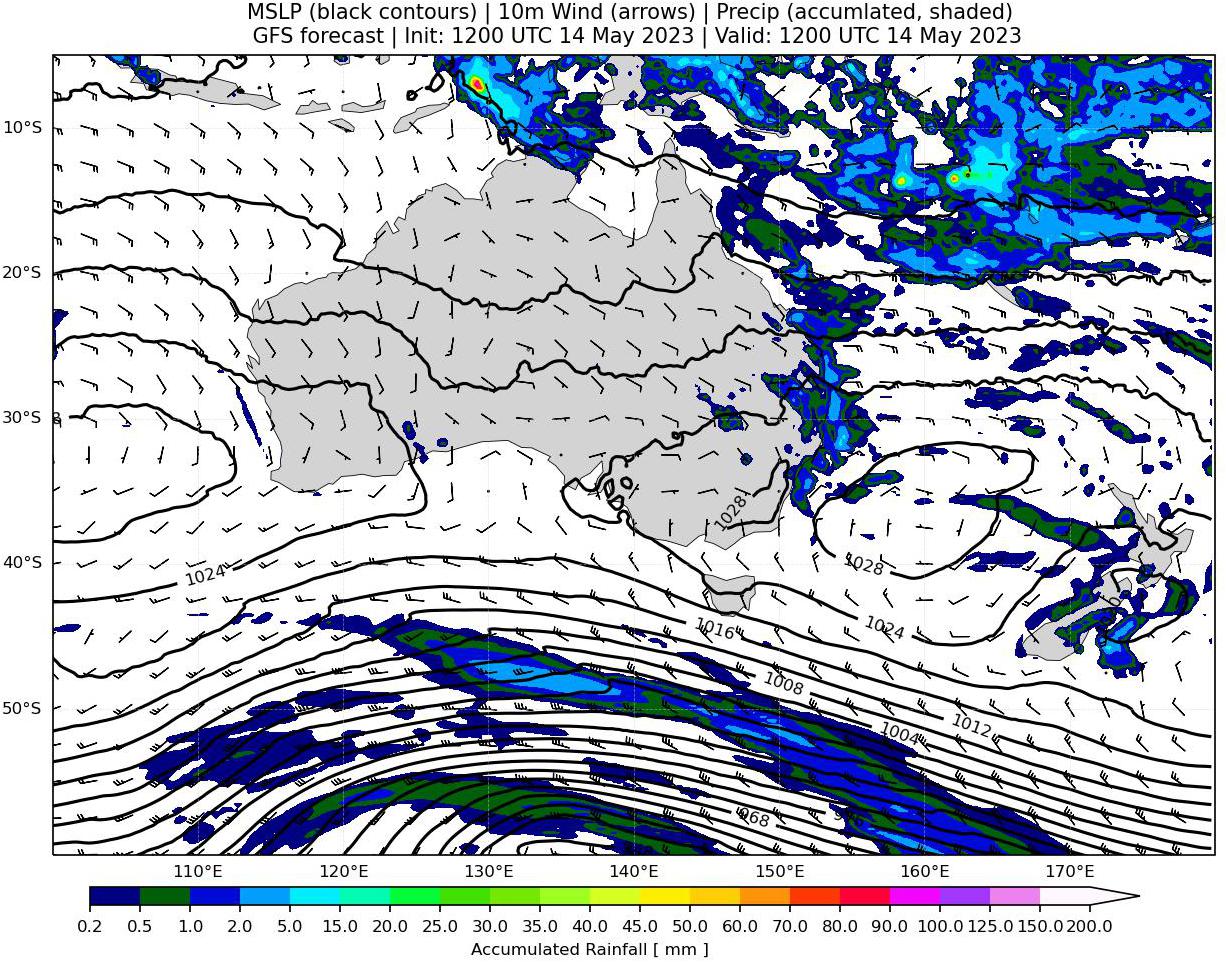 MSLP (black contours) | 10m Wind (arrows) | Precip (accumlated, shaded)
GFS forecast | Init: 1200 UTC 14 May 2023 | Valid: 1200 UTC 14 May 2023
10°S
20°S
30°S
8
1028
40°S
1028
1024
1016
1024
1008
50°S
1004
1012
968
110°E 120°E 130°E 140°E 150°E 160°E 170°E
0.2 0.5 1.0 2.0 5.0 10.0 15.0 20.0 25.0 30.0 35.0 40.0 45.0 50.0 60.0 70.0 80.0 90.0 100.0 125.0 150.0 200.0
Accumulated Rainfall [ mm ]